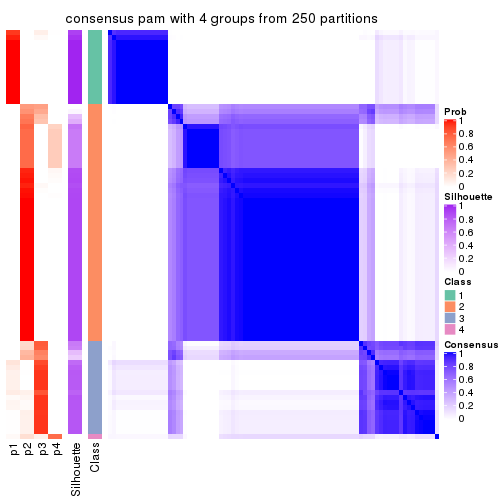 consensus pam with 4 groups from 250 partitions
Prob
1
0.8
0.6
0.4
0.2
0
Silhouette
1
0.8
0.6
0.4
0.2
0
Class
1
2
3
4
Consensus
1
0.8
0.6
0.4
0.2
0
p1
p2
p3
p4
Silhouette
Class